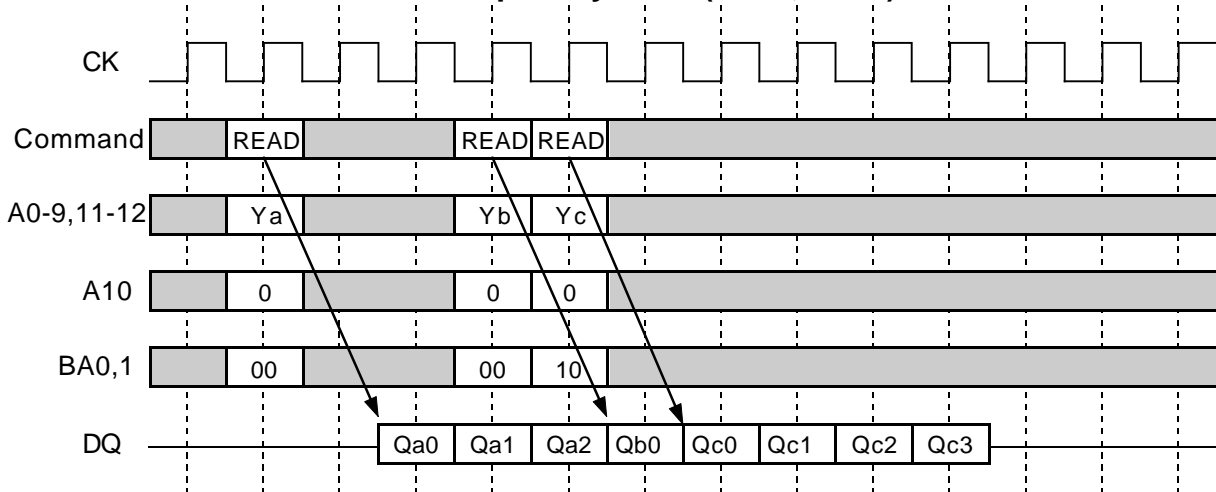 CK
Command READ READ READ
A0-9,11-12 Ya Yb Yc
A10 0 0 0
BA0,1 00 00 10
DQ Qa0 Qa1 Qa2 Qb0 Qc0 Qc1 Qc2 Qc3